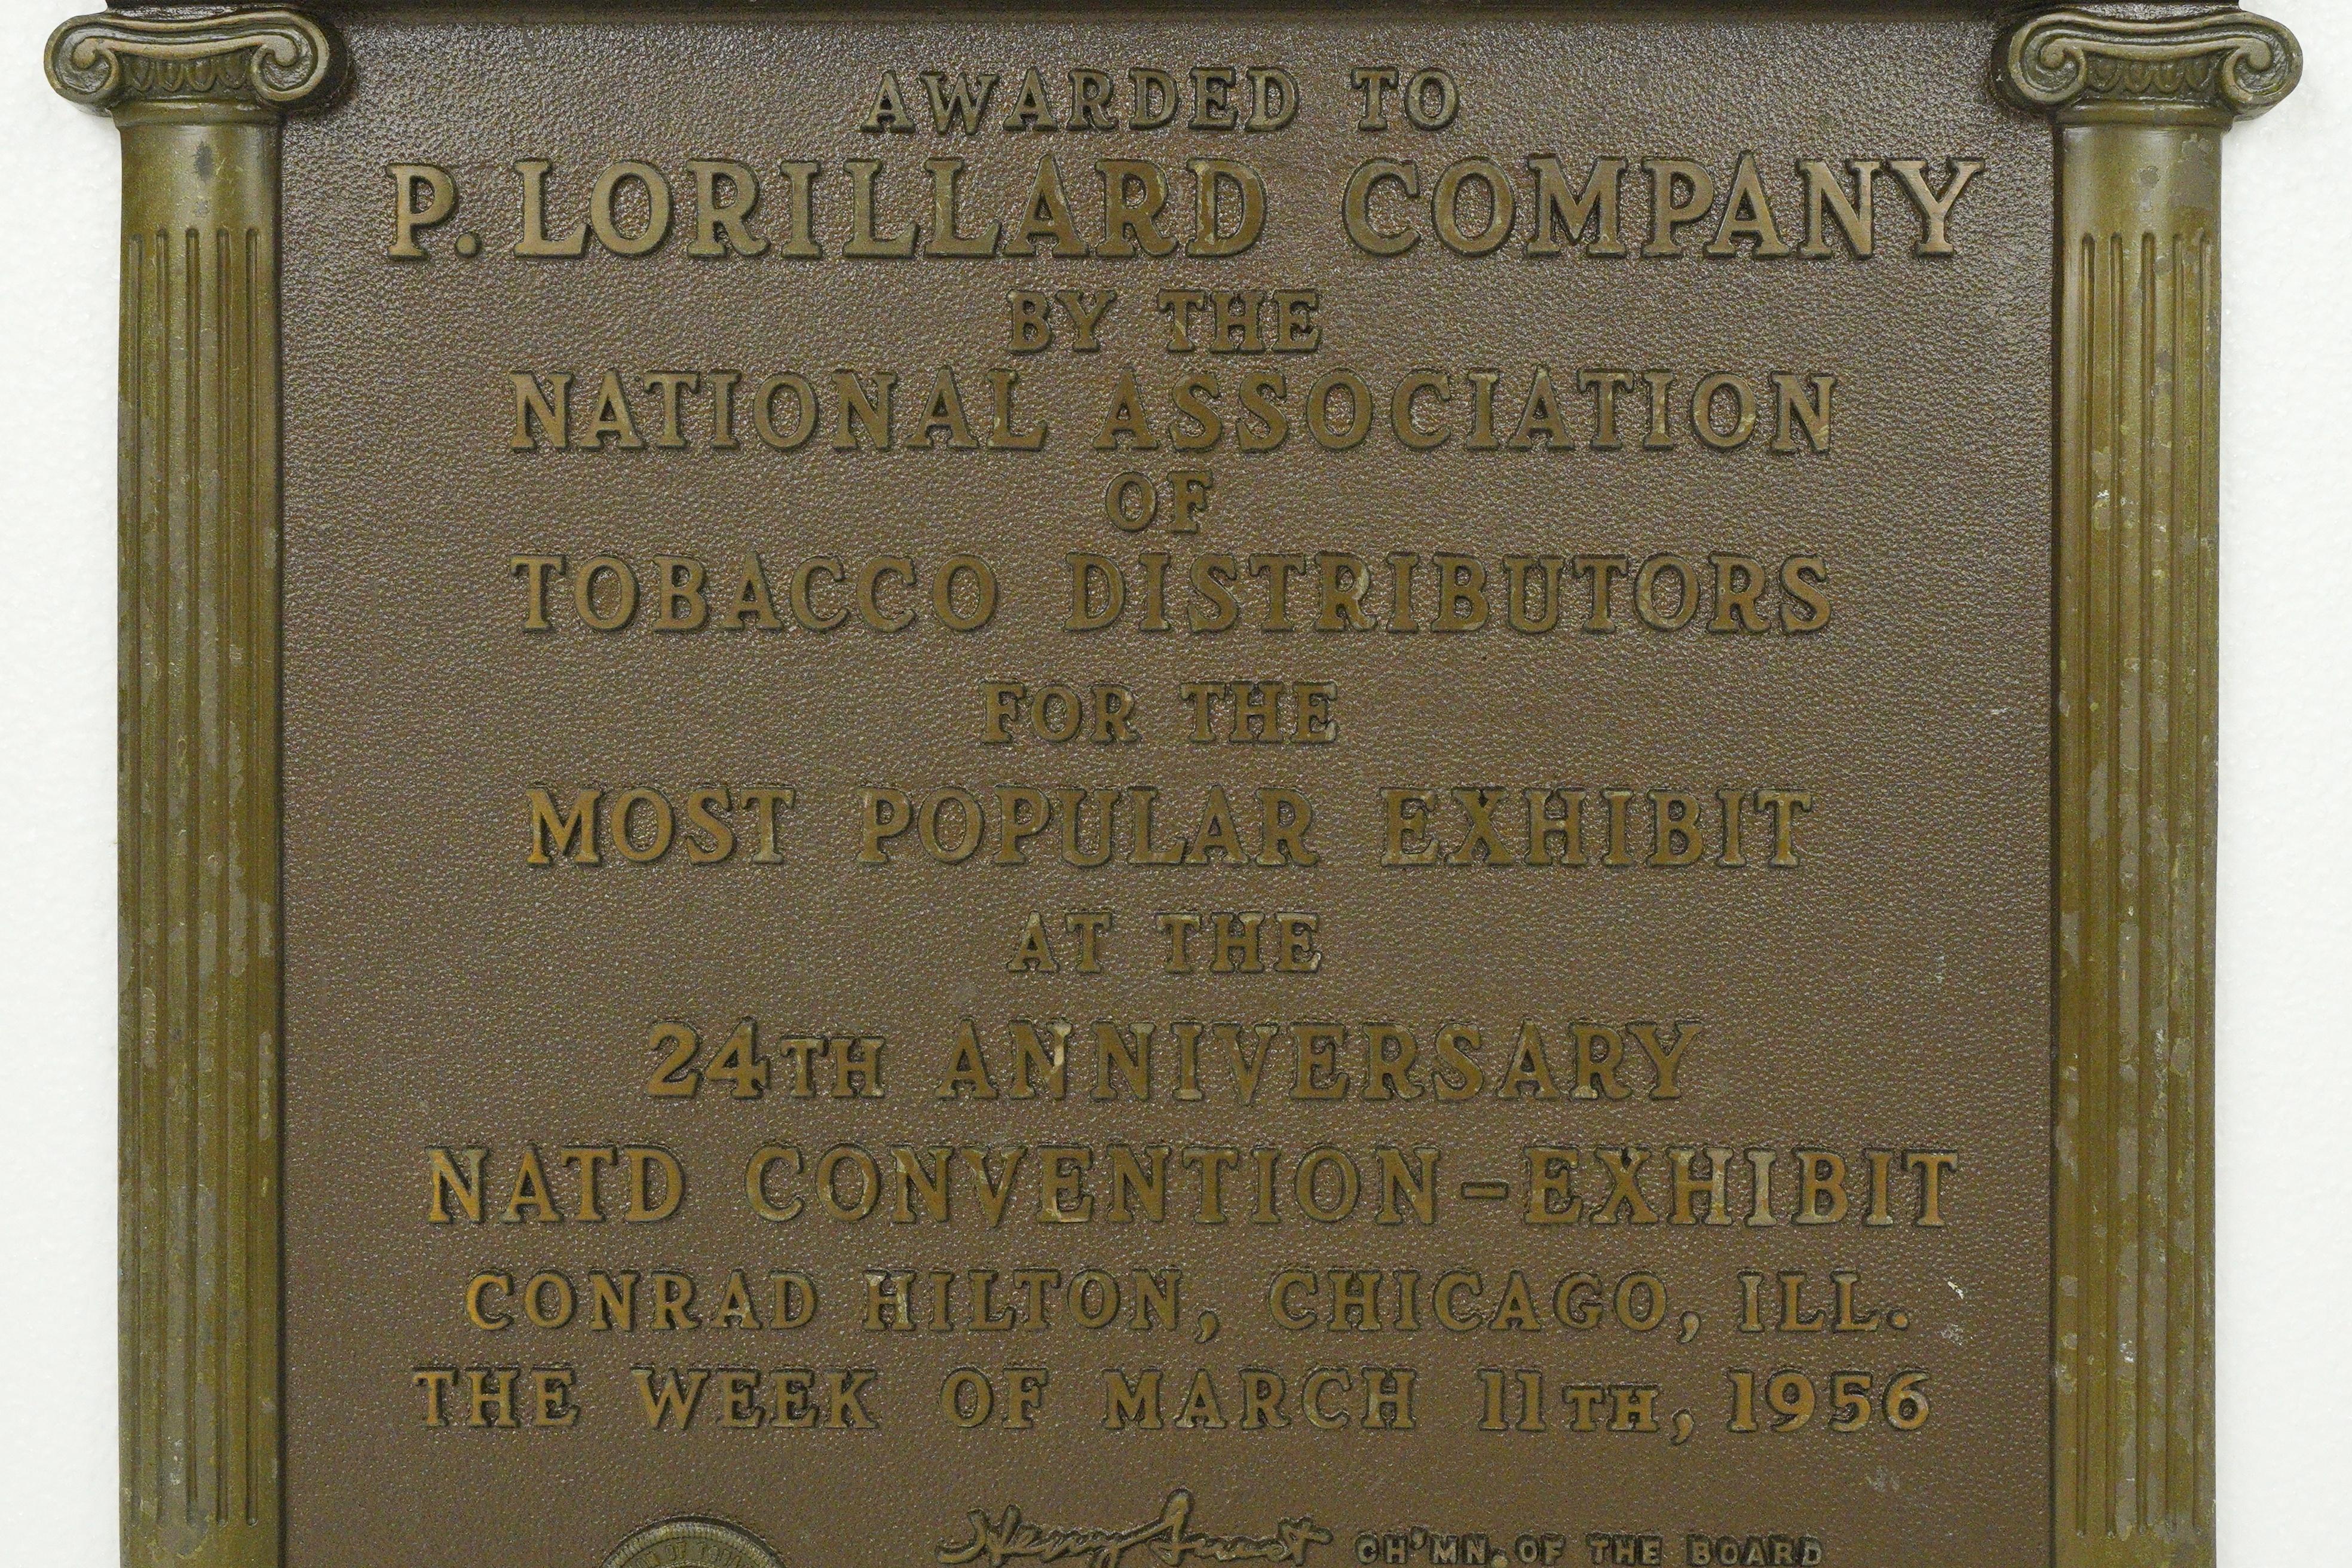 AWARDED TO
P. LORILLARD COMPANY
BY THE
NATIONAL ASSOCIATION
OF
TOBACCO DISTRIBUTORS
FOR THE
MOST POPULAR EXHIBIT
AT THE
24TH ANNIVERSARY
NATD CONVENTION-EXHIBIT
CONRAD HILTON, CHICAGO, ILL.
THE WEEK OF MARCH 11TH, 1956
Harry CH'MN. OF THE BOARD